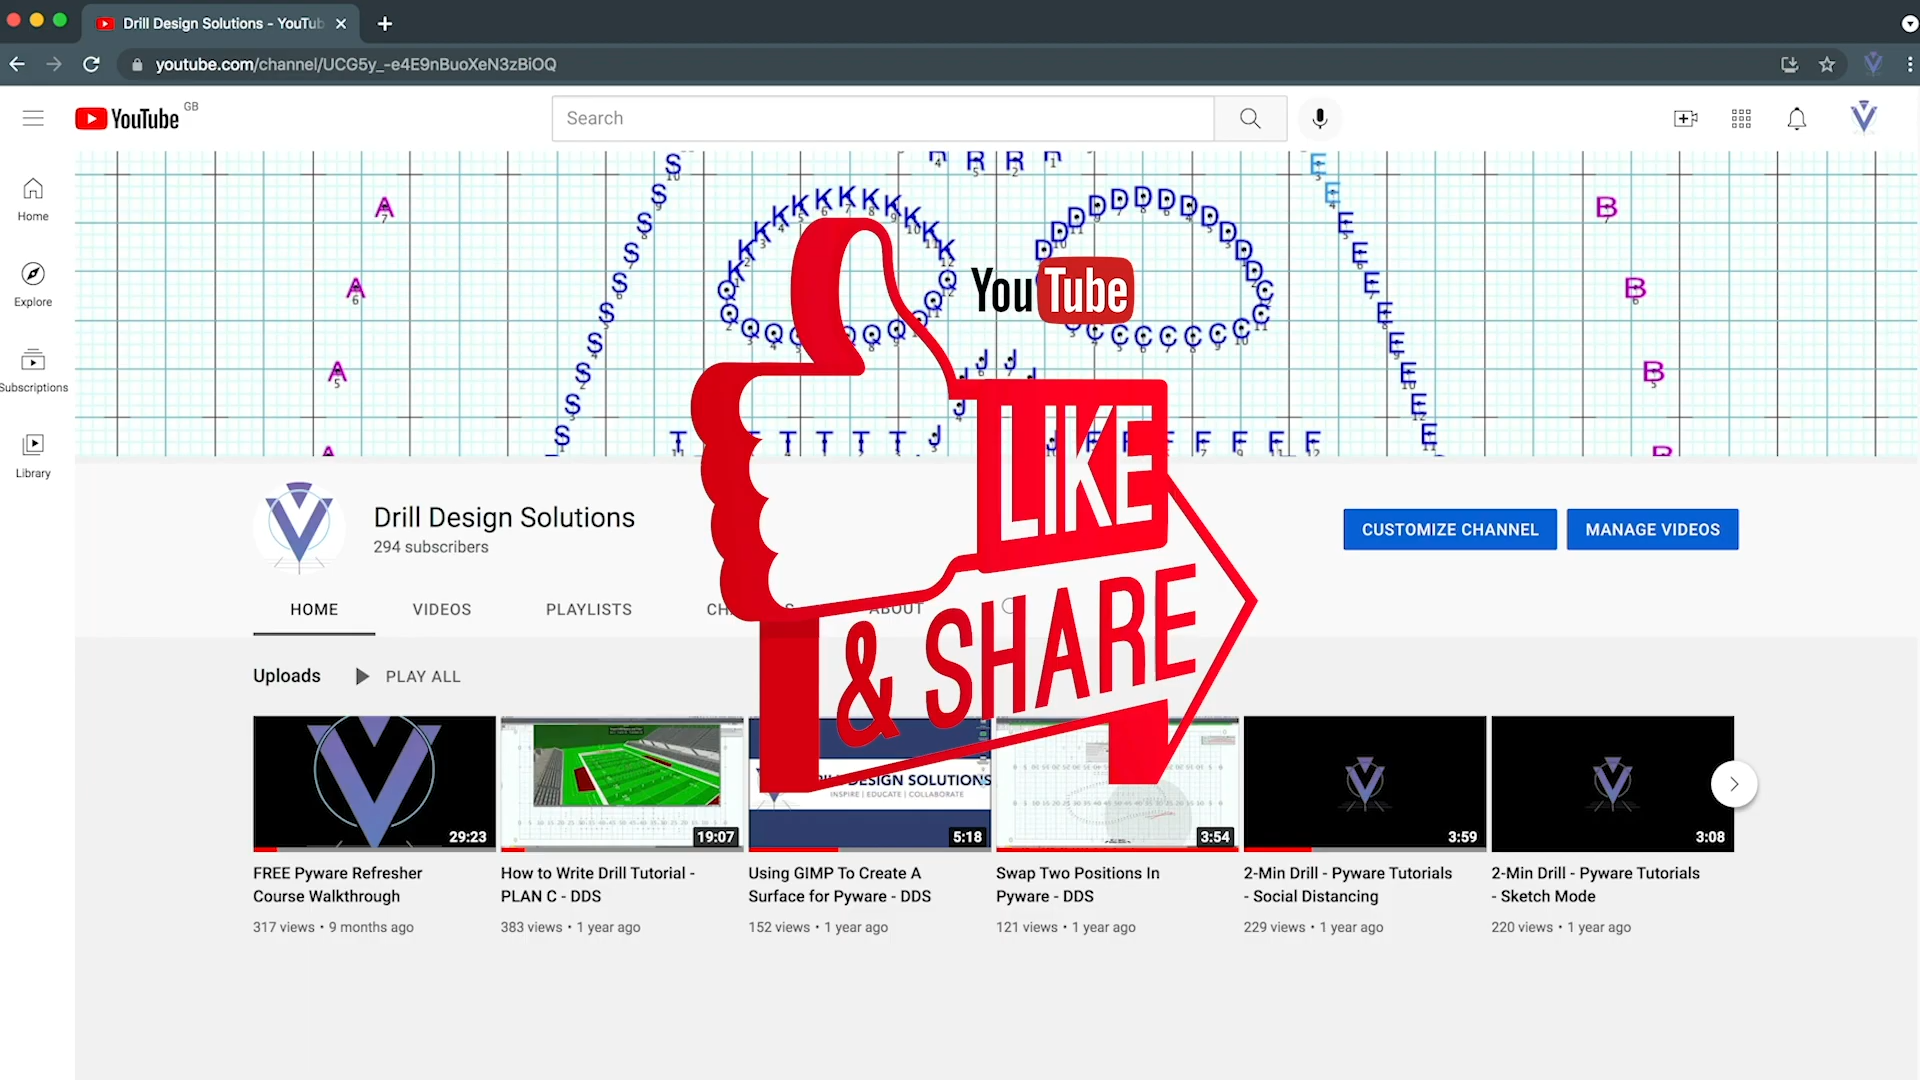 Drill Design Solutions - YouTub
youtube.com/channel/UCG5y_-e4E9nBuoXeN3zBiOQ
YouTube GB
Search
Home
Explore
Subscriptions
Library
YouTube
LIKE
& SHARE
Drill Design Solutions
294 subscribers
CUSTOMIZE CHANNEL
MANAGE VIDEOS
HOME
VIDEOS
PLAYLISTS
ABOUT
Uploads
PLAY ALL
29:23
19:07
DESIGN SOLUTIONS
INSPIRE | EDUCATE | COLLABORATE
5:18
3:54
3:59
3:08
FREE Pyware Refresher
Course Walkthrough
317 views • 9 months ago
How to Write Drill Tutorial -
PLAN C - DDS
383 views • 1 year ago
Using GIMP To Create A
Surface for Pyware - DDS
152 views • 1 year ago
Swap Two Positions In
Pyware - DDS
121 views • 1 year ago
2-Min Drill - Pyware Tutorials
- Social Distancing
229 views • 1 year ago
2-Min Drill - Pyware Tutorials
- Sketch Mode
220 views • 1 year ago